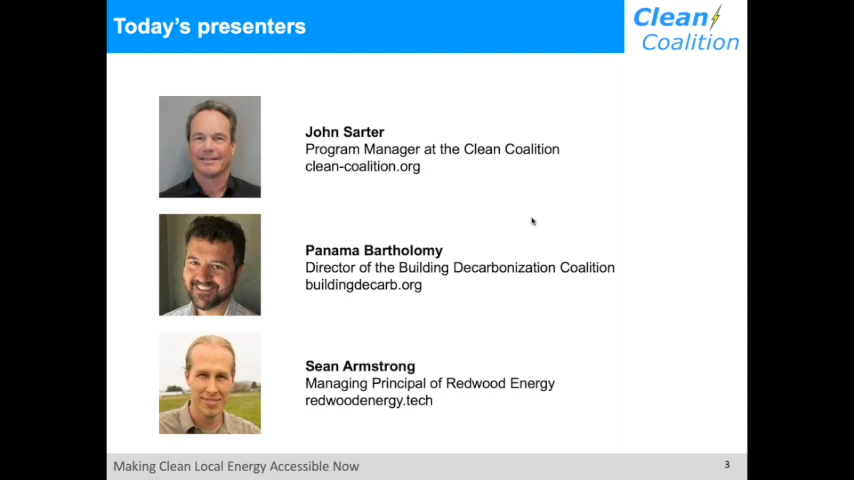 Today's presenters
Clean
Coalition
John Sarter
Program Manager at the Clean Coalition
clean-coalition.org
Panama Bartholomy
Director of the Building Decarbonization Coalition
buildingdecarb.org
Sean Armstrong
Managing Principal of Redwood Energy
redwoodenergy.tech
Making Clean Local Energy Accessible Now
3